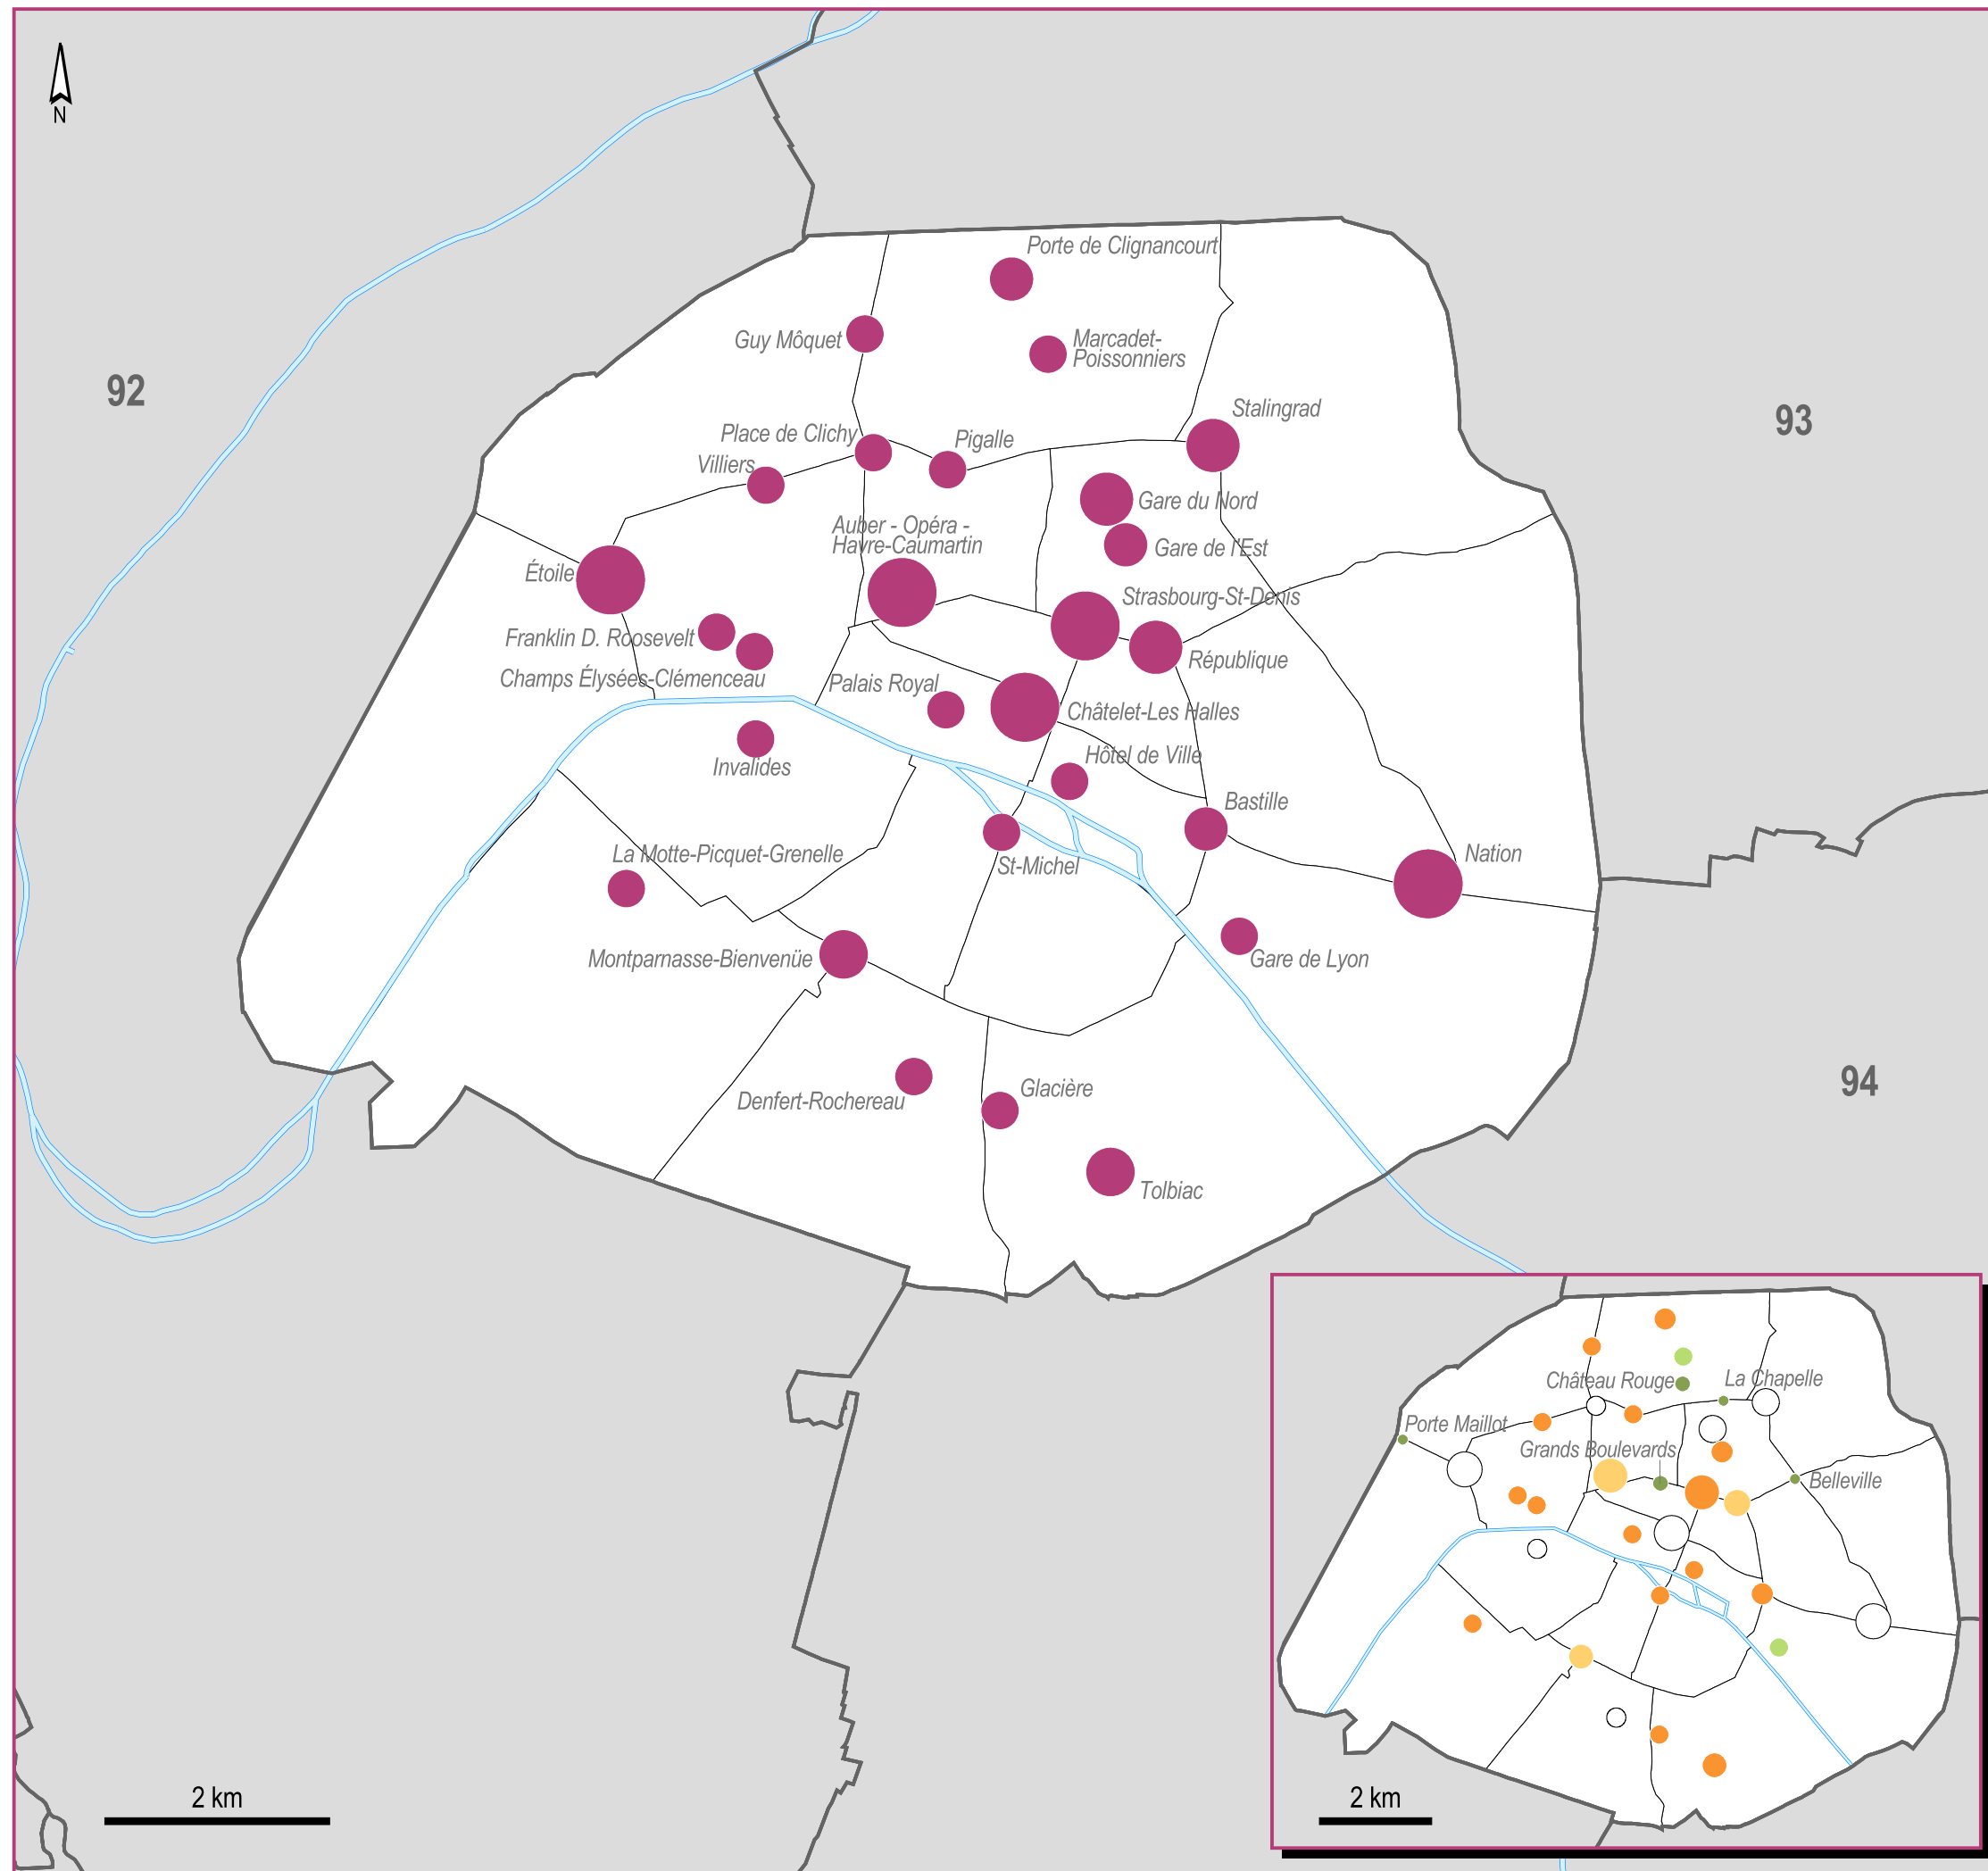 N
Porte de Clignancourt
Guy Môquet
Marcadet-
Poissonniers
92
93
Stalingrad
Place de Clichy
Pigalle
Villiers
Gare du Nord
Auber - Opéra -
Havre-Caumartin
Gare de l'Est
Étoile
Strasbourg-St-Denis
Franklin D. Roosevelt
République
Champs Élysées-Clémenceau
Palais Royal
Châtelet-Les Halles
Hôtel de Ville
Invalides
Bastille
La Motte-Picquet-Grenelle
St-Michel
Nation
Montparnasse-Bienvenüe
Gare de Lyon
94
Glacière
Denfert-Rochereau
Tolbiac
Château Rouge
La Chapelle
Porte Maillot
Grands Boulevards
Belleville
2 km
2 km